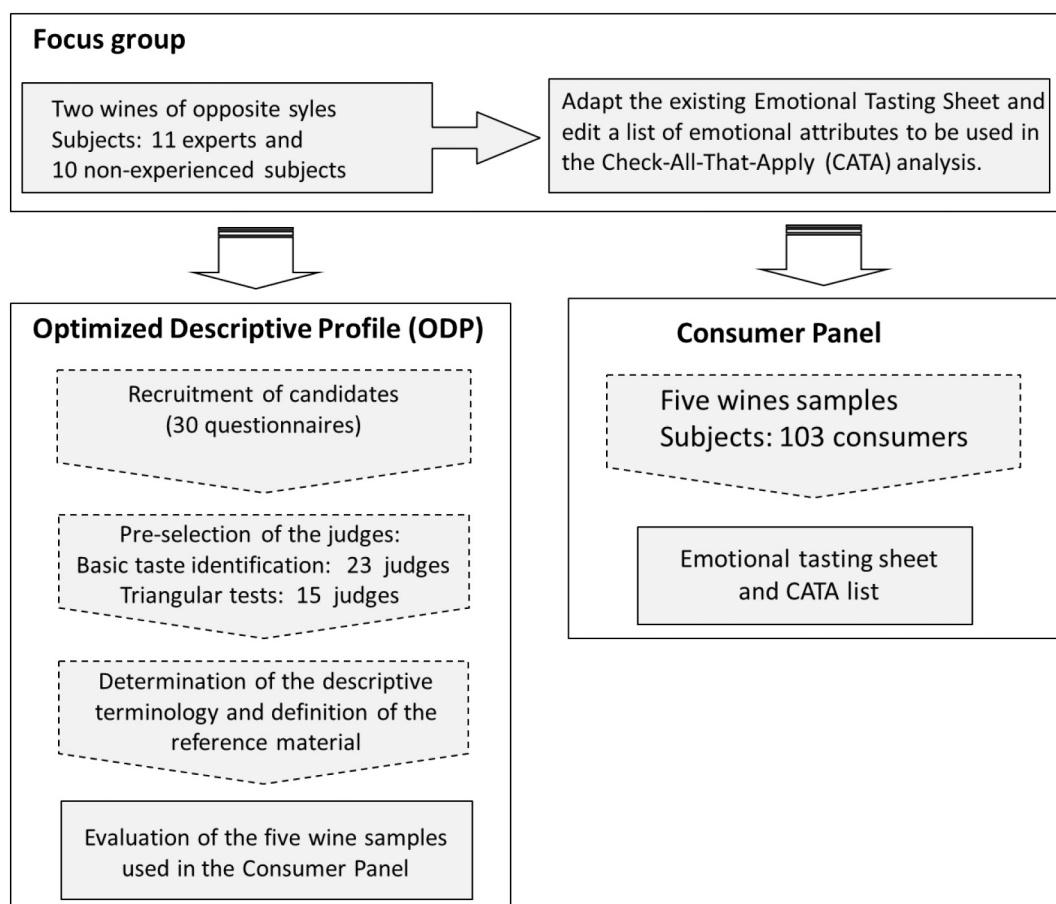 Focus group
Two wines of opposite syles
Subjects: 11 experts and
10 non-experienced subjects
Adapt the existing Emotional Tasting Sheet and
edit a list of emotional attributes to be used in
the Check-All-That-Apply (CATA) analysis.
Optimized Descriptive Profile (ODP)
Recruitment of candidates
(30 questionnaires)
Pre-selection of the judges:
Basic taste identification: 23 judges
Triangular tests: 15 judges
Determination of the descriptive
terminology and definition of the
reference material
Evaluation of the five wine samples
used in the Consumer Panel
Consumer Panel
Five wines samples
Subjects: 103 consumers
Emotional tasting sheet
and CATA list